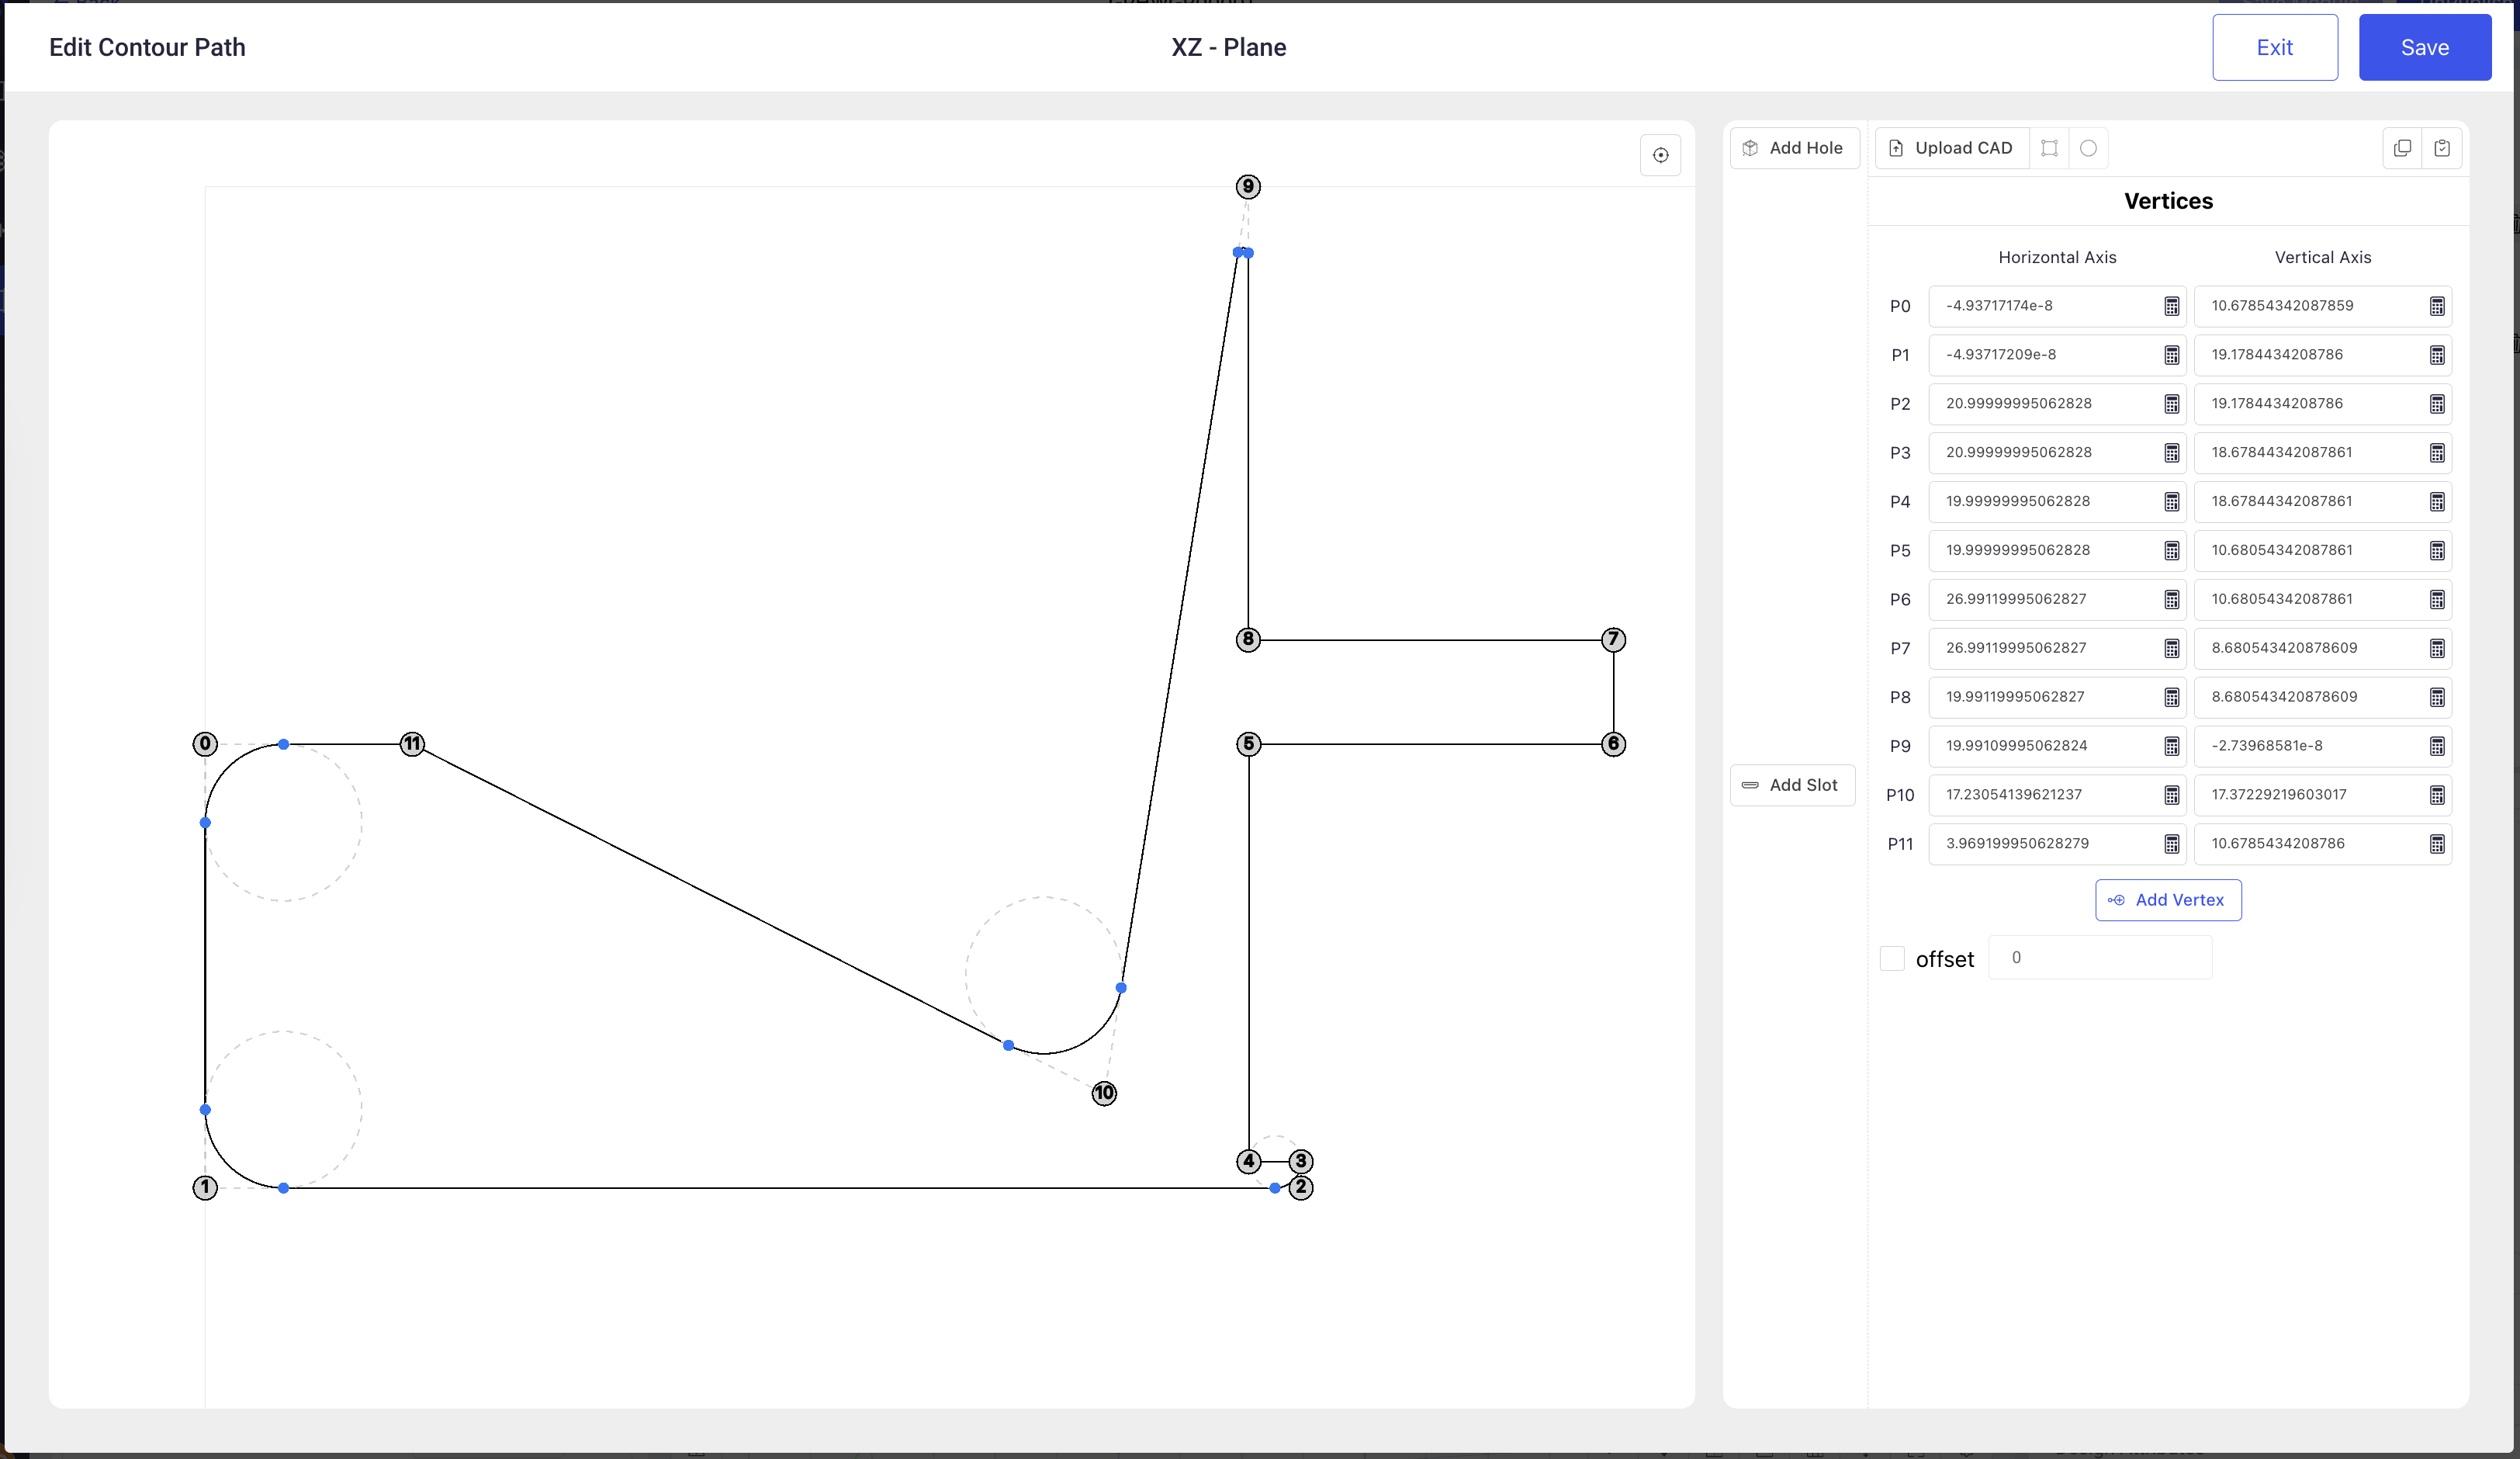 Edit Contour Path
XZ - Plane
Exit
Save
9
8
7
0
11
5
6
10
4
3
1
2
Add Hole
Add Slot
Upload CAD
Vertices
Horizontal Axis Vertical Axis
P0 -4.93717174e-8 10.67854342087859
P1 -4.93717209e-8 19.1784434208786
P2 20.99999995062828 19.1784434208786
P3 20.99999995062828 18.67844342087861
P4 19.99999995062828 18.67844342087861
P5 19.99999995062828 10.68054342087861
P6 26.99119995062827 10.68054342087861
P7 26.99119995062827 8.680543420878609
P8 19.99119995062827 8.680543420878609
P9 19.99109995062824 -2.73968581e-8
P10 17.23054139621237 17.37229219603017
P11 3.969199950628279 10.6785434208786
Add Vertex
offset 0